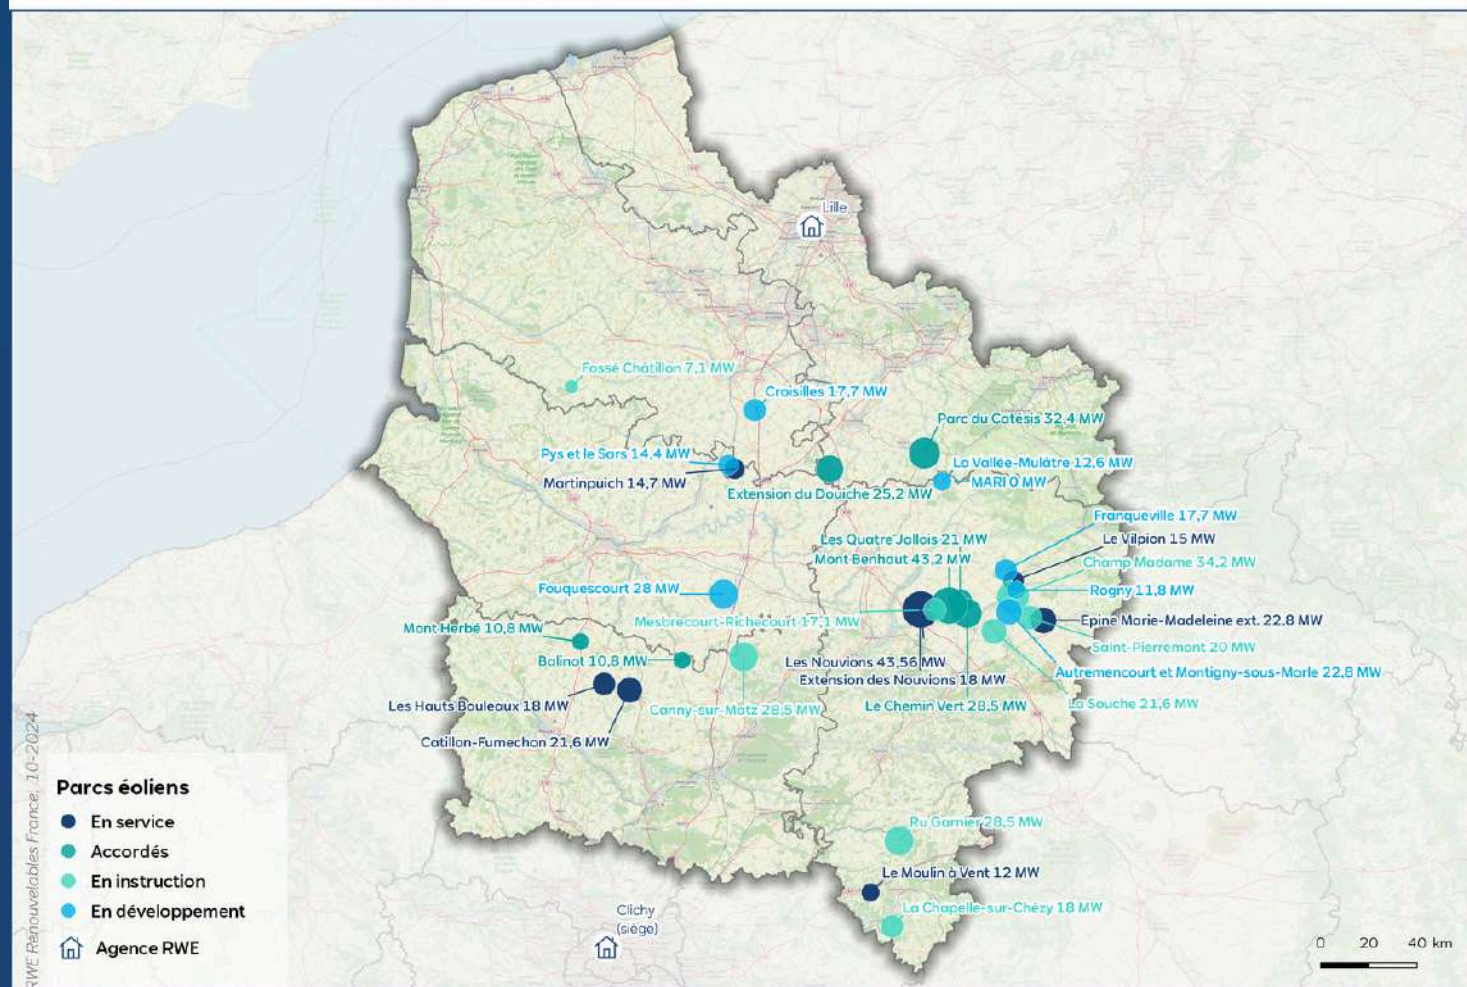 Lille
Fossé Châtillon 7,1 MW
Croisilles 17,7 MW
Parc du Catésis 32,4 MW
Pys et le Sars 14,4 MW
La Vallée-Mulâtre 12,6 MW
Martinpuich 14,7 MW
MARI 0 MW
Extension du Douiche 25,2 MW
Franqueville 17,7 MW
Les Quatre Jallois 21 MW
Le Vilpion 15 MW
Mont Benhout 43,2 MW
Champ Madame 34,2 MW
Fouquescourt 28 MW
Rogny 11,8 MW
Mesbrecourt-Richecourt 17,1 MW
Epine Marie-Madeleine ext. 22,8 MW
Mont Herbé 10,8 MW
Saint-Pierremont 20 MW
Balinot 10,8 MW
Les Nouvions 43,56 MW
Autremencourt et Montigny-sous-Marle 22,8 MW
Extension des Nouvions 18 MW
Les Hauts Bouleaux 18 MW
Canny-sur-Matz 28,5 MW
Le Chemin Vert 28,5 MW
La Souche 21,6 MW
Catillon-Fumechon 21,6 MW
Ru Garnier 28,5 MW
Le Moulin à Vent 12 MW
La Chapelle-sur-Chézy 18 MW
Clichy
(siège)
Parcs éoliens
En service
Accordés
En instruction
En développement
Agence RWE
0 20 40 km
RWE Renouvelables France, 10-2024